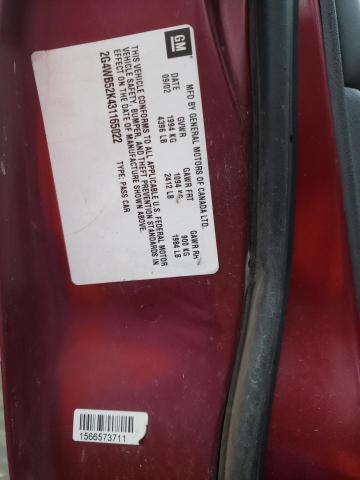 GM
MFD BY GENERAL MOTORS OF CANADA LTD.
DATE GVWR GAWR FRT GAWR RR
09/02 1994 KG 1094 KG 900 KG
4396 LB 2412 LB 1984 LB
THIS VEHICLE CONFORMS TO ALL APPLICABLE U.S. FEDERAL MOTOR
VEHICLE SAFETY, BUMPER, AND THEFT PREVENTION STANDARDS IN
EFFECT ON THE DATE OF MANUFACTURE SHOWN ABOVE.
2G4WB52K431165022 TYPE: PASS CAR
1566573711